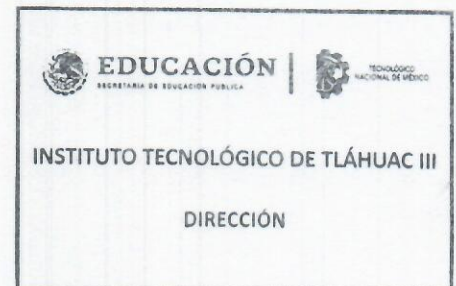 EDUCACIÓN
SECRETARÍA DE EDUCACIÓN PÚBLICA
TECNOLÓGICO
NACIONAL DE MÉXICO
INSTITUTO TECNOLÓGICO DE TLÁHUAC III
DIRECCIÓN